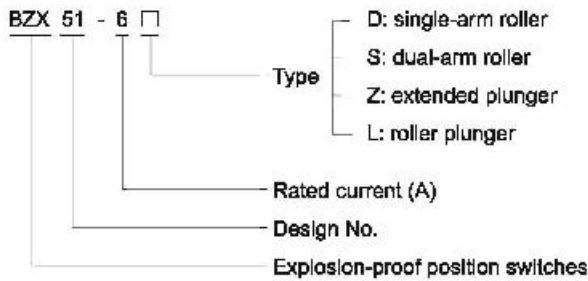 BZX 51 - 6 □
D: single-arm roller
S: dual-arm roller
Type
Z: extended plunger
L: roller plunger
Rated current (A)
Design No.
Explosion-proof position switches